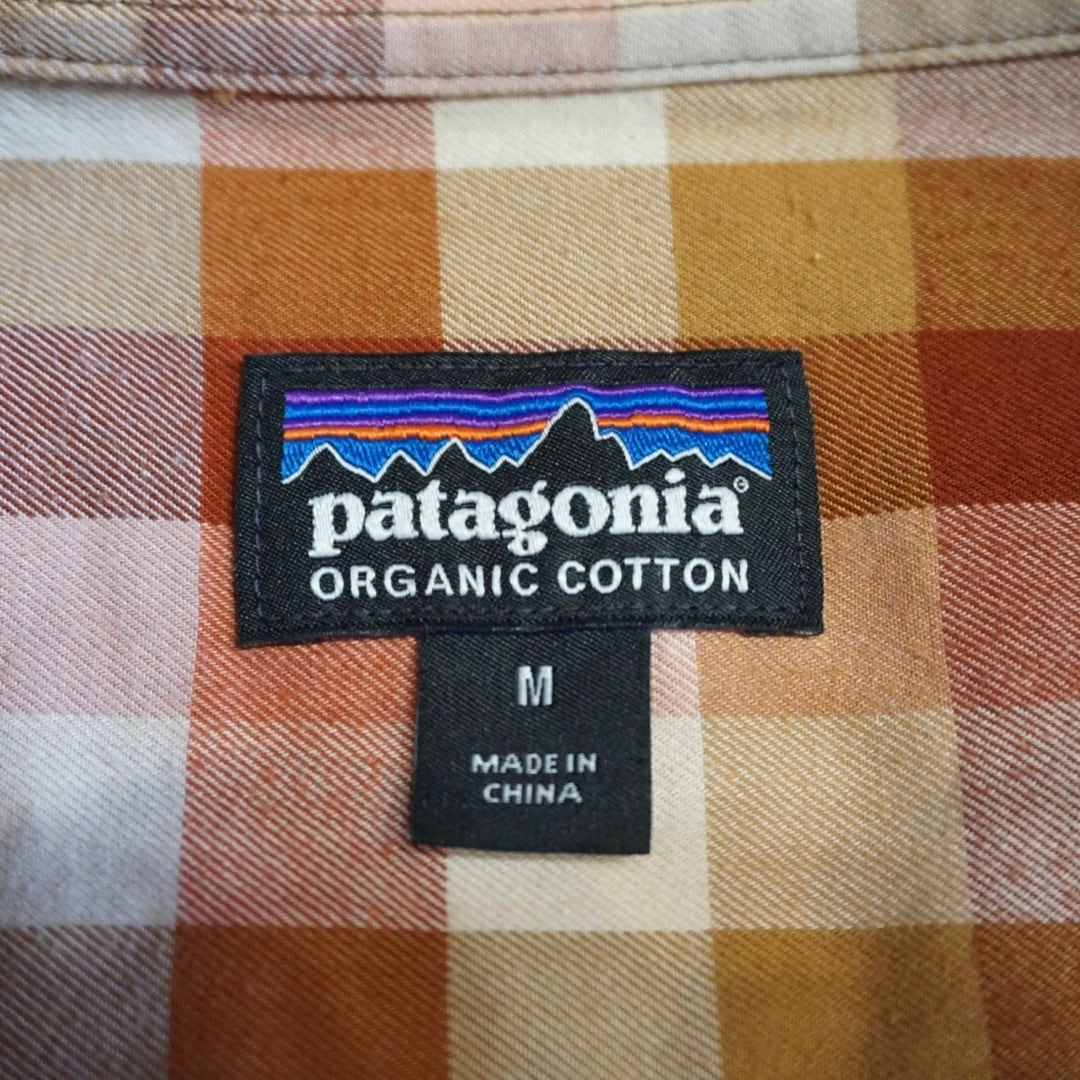 patagonia
ORGANIC COTTON
M
MADE IN
CHINA